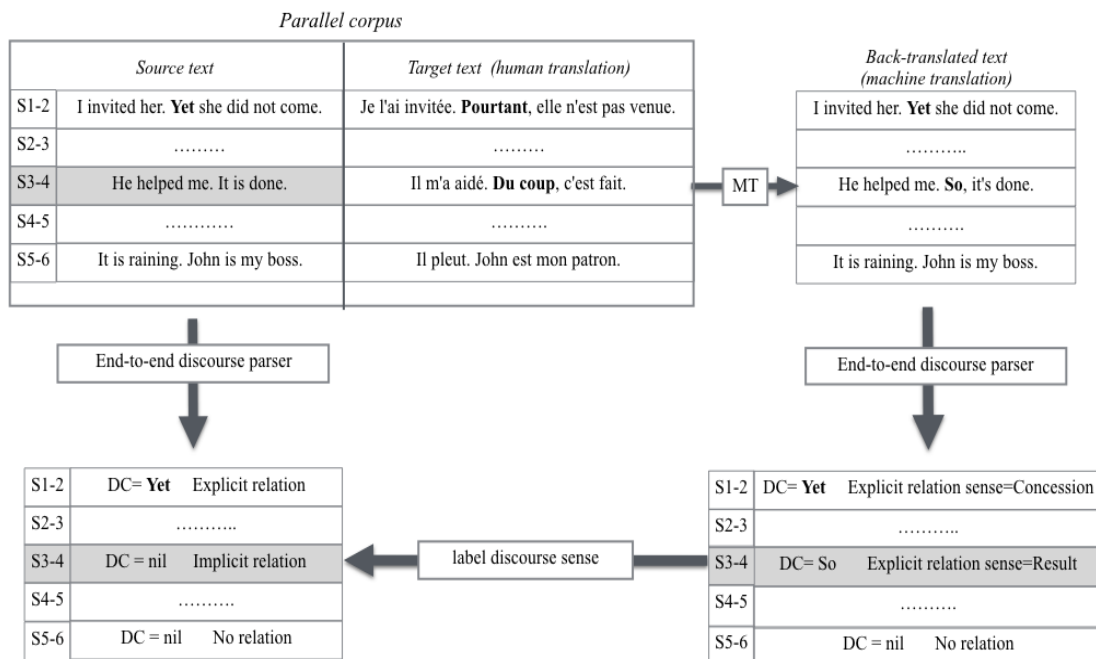 Parallel corpus
Source text Target text (human translation)
S1-2 I invited her. Yet she did not come. Je l'ai invitée. Pourtant, elle n'est pas venue.
S2-3 ……… ………
S3-4 He helped me. It is done. Il m'a aidé. Du coup, c'est fait.
S4-5 ………… ……….
S5-6 It is raining. John is my boss. Il pleut. John est mon patron.
MT
Back-translated text
(machine translation)
I invited her. Yet she did not come.
………..
He helped me. So, it's done.
……….
It is raining. John is my boss.
End-to-end discourse parser
End-to-end discourse parser
S1-2 DC= Yet Explicit relation
S2-3 ………..
S3-4 DC = nil Implicit relation
S4-5 ……….
S5-6 DC = nil No relation
label discourse sense
S1-2 DC= Yet Explicit relation sense=Concession
S2-3 ………..
S3-4 DC= So Explicit relation sense=Result
S4-5 ……….
S5-6 DC = nil No relation